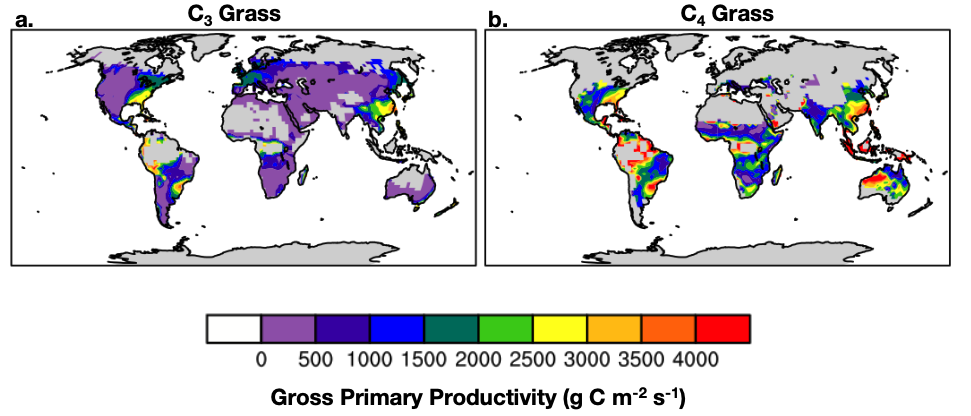 a. C₃ Grass
b. C₄ Grass
0 500 1000 1500 2000 2500 3000 3500 4000
Gross Primary Productivity (g C m⁻² s⁻¹)